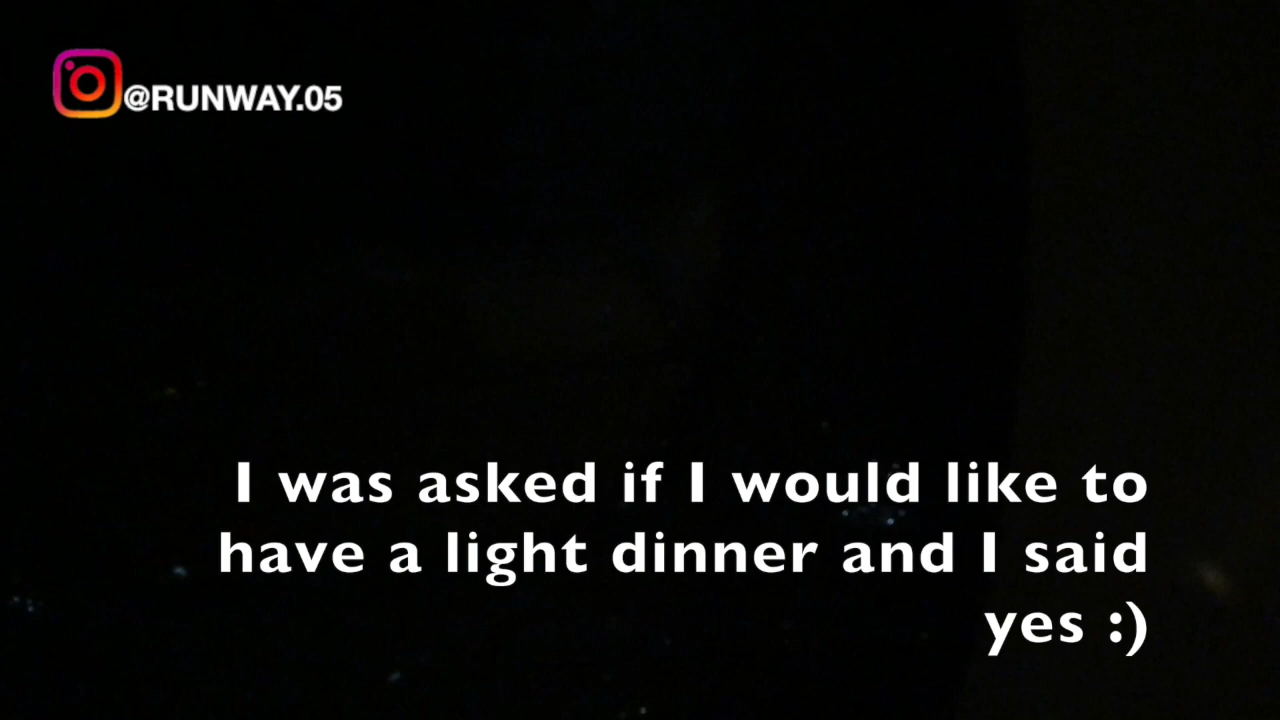 @RUNWAY.05
I was asked if I would like to
have a light dinner and I said
yes :)